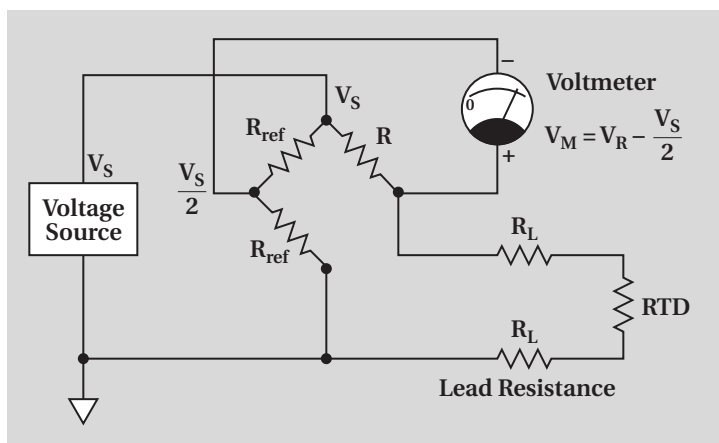 Voltmeter
0
−
+
V_M = V_R − V_S/2
V_S
R_ref
R
V_S
V_S/2
Voltage
Source
R_ref
R_L
RTD
R_L
Lead Resistance